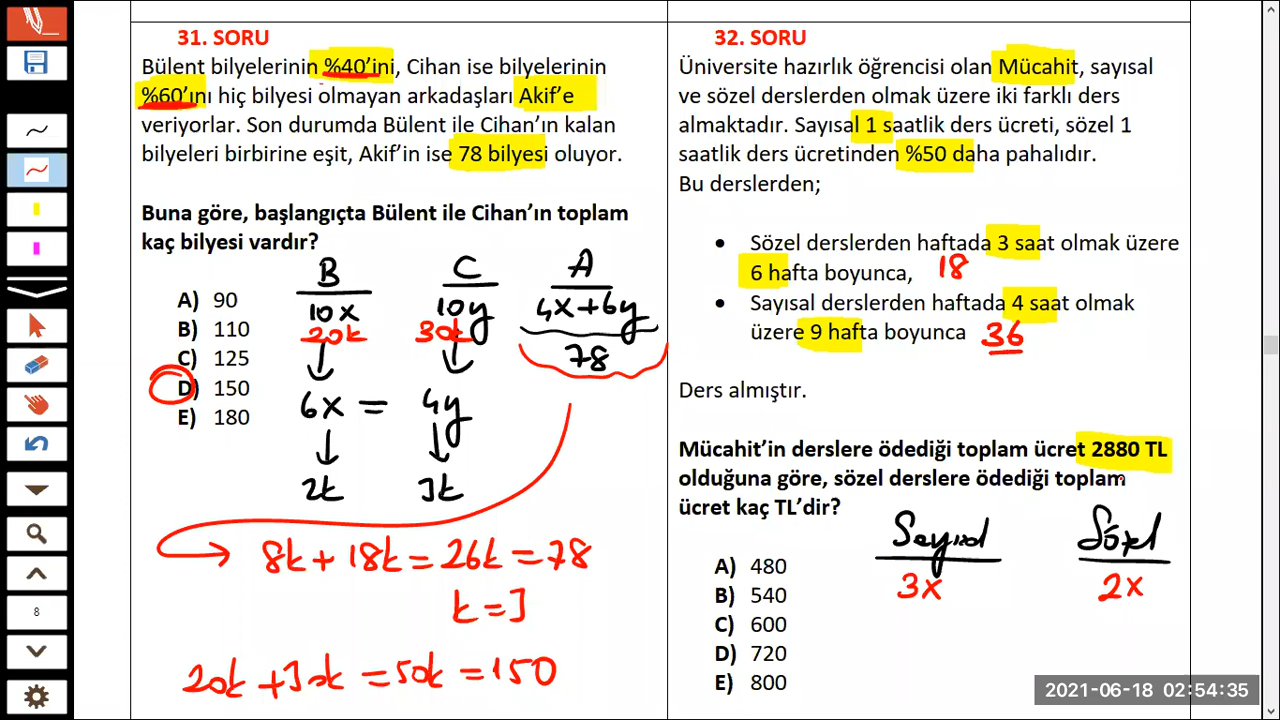 31. SORU
Bülent bilyelerinin %40’ini, Cihan ise bilyelerinin
%60’ını hiç bilyesi olmayan arkadaşları Akif’e
veriyorlar. Son durumda Bülent ile Cihan’ın kalan
bilyeleri birbirine eşit, Akif’in ise 78 bilyesi oluyor.
Buna göre, başlangıçta Bülent ile Cihan’ın toplam
kaç bilyesi vardır?
A) 90
B) 110
C) 125
D) 150
E) 180
B C A
10x 10y 4x+6y
20k 30k
78
6x = 4y
2k 3k
8k + 18k = 26k = 78
k = 3
20k + 30k = 50k = 150
32. SORU
Üniversite hazırlık öğrencisi olan Mücahit, sayısal
ve sözel derslerden olmak üzere iki farklı ders
almaktadır. Sayısal 1 saatlik ders ücreti, sözel 1
saatlik ders ücretinden %50 daha pahalıdır.
Bu derslerden;
• Sözel derslerden haftada 3 saat olmak üzere
6 hafta boyunca, 18
• Sayısal derslerden haftada 4 saat olmak
üzere 9 hafta boyunca 36
Ders almıştır.
Mücahit’in derslere ödediği toplam ücret 2880 TL
olduğuna göre, sözel derslere ödediği toplam
ücret kaç TL’dir?
Sayısal Sözel
3x 2x
A) 480
B) 540
C) 600
D) 720
E) 800
8
2021-06-18 02:54:35